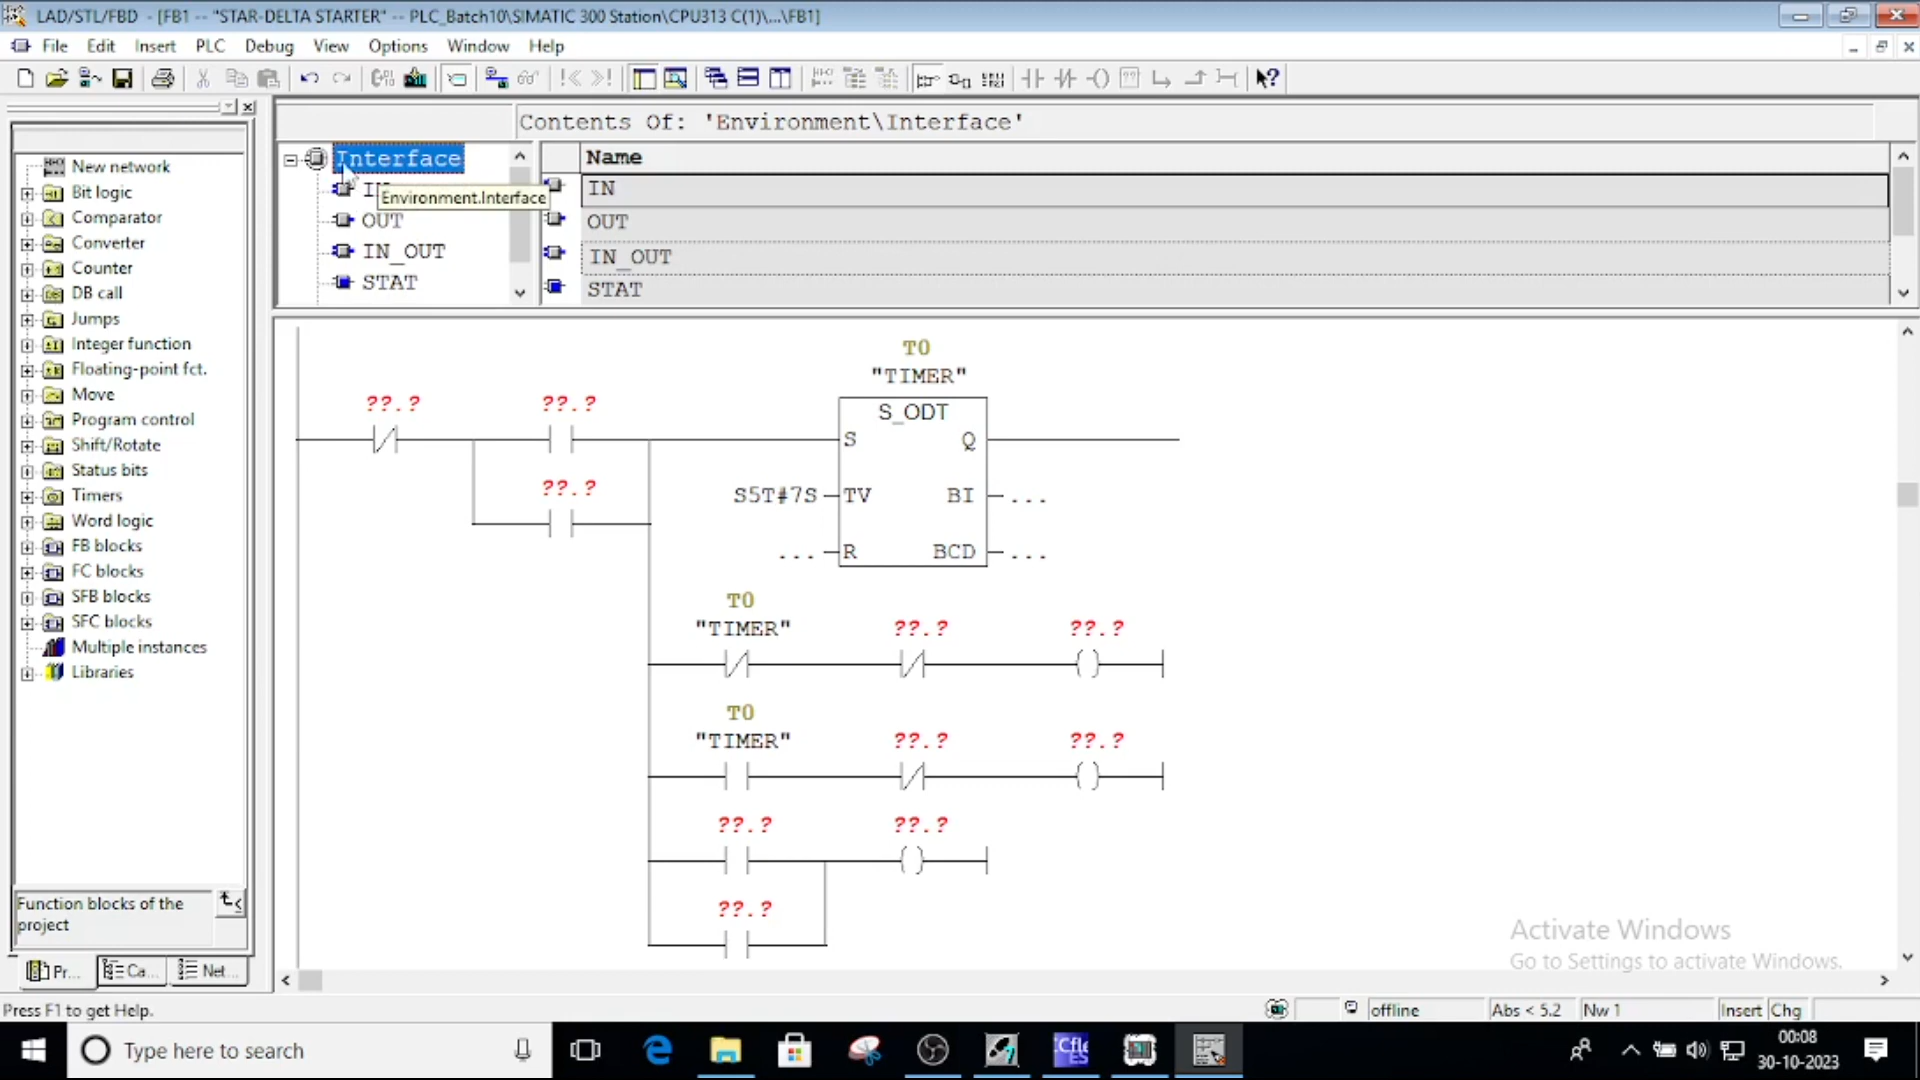 LAD/STL/FBD - [FB1 -- "STAR-DELTA STARTER" -- PLC_Batch10\SIMATIC 300 Station\CPU313 C(1)\...\FB1]
File Edit Insert PLC Debug View Options Window Help
Contents Of: 'Environment\Interface'
Interface
IN
Environment.Interface
OUT
IN_OUT
STAT
Name
IN
OUT
IN_OUT
STAT
New network
Bit logic
Comparator
Converter
Counter
DB call
Jumps
Integer function
Floating-point fct.
Move
Program control
Shift/Rotate
Status bits
Timers
Word logic
FB blocks
FC blocks
SFB blocks
SFC blocks
Multiple instances
Libraries
Function blocks of the
project
Pr... Ca... Net...
T0
"TIMER"
??.? ??.? S_ODT
S Q
??.?
S5T#7S TV BI ...
... R BCD ...
T0
"TIMER" ??.? ??.?
T0
"TIMER" ??.? ??.?
??.? ??.?
??.?
Activate Windows
Go to Settings to activate Windows.
Press F1 to get Help.
offline Abs < 5.2 Nw 1 Insert Chg
Type here to search
00:08
30-10-2023